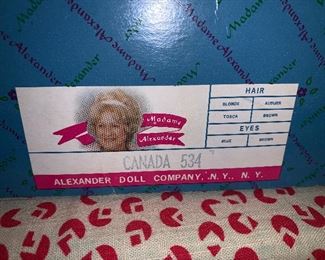 Madame Alexander
Madame
Alexander
HAIR
BLONDE AUBURN
TOSCA BROWN
EYES
BLUE BROWN
CANADA 534
ALEXANDER DOLL COMPANY, N.Y., N.Y.